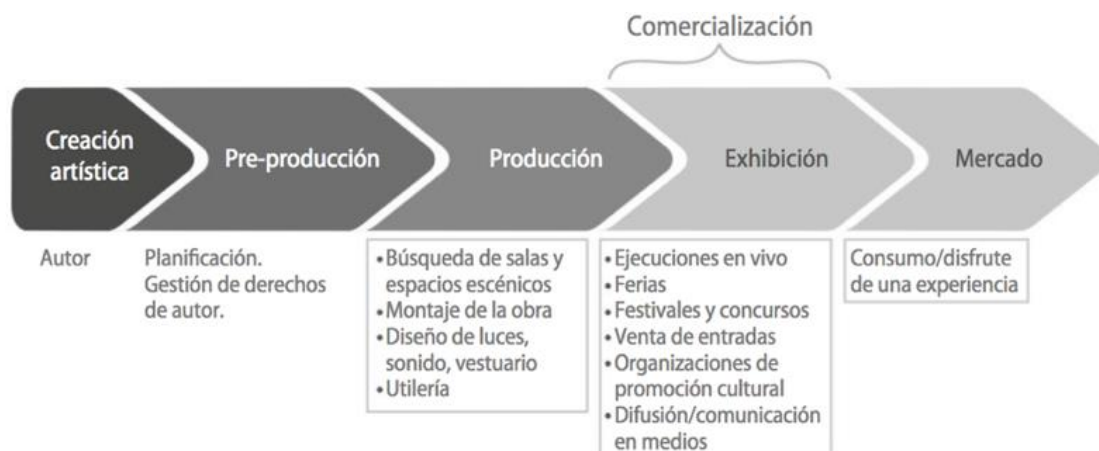 Comercialización
Creación
artística
Pre-producción
Producción
Exhibición
Mercado
Autor
Planificación.
Gestión de derechos
de autor.
•Búsqueda de salas y
espacios escénicos
•Montaje de la obra
•Diseño de luces,
sonido, vestuario
•Utilería
•Ejecuciones en vivo
•Ferias
•Festivales y concursos
•Venta de entradas
•Organizaciones de
promoción cultural
•Difusión/comunicación
en medios
Consumo/disfrute
de una experiencia